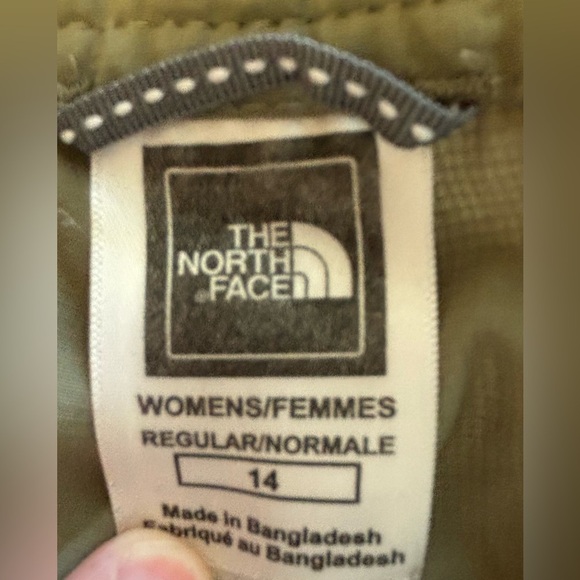 THE
NORTH
FACE
WOMENS/FEMMES
REGULAR/NORMALE
14
Made in Bangladesh
Fabriqué au Bangladesh